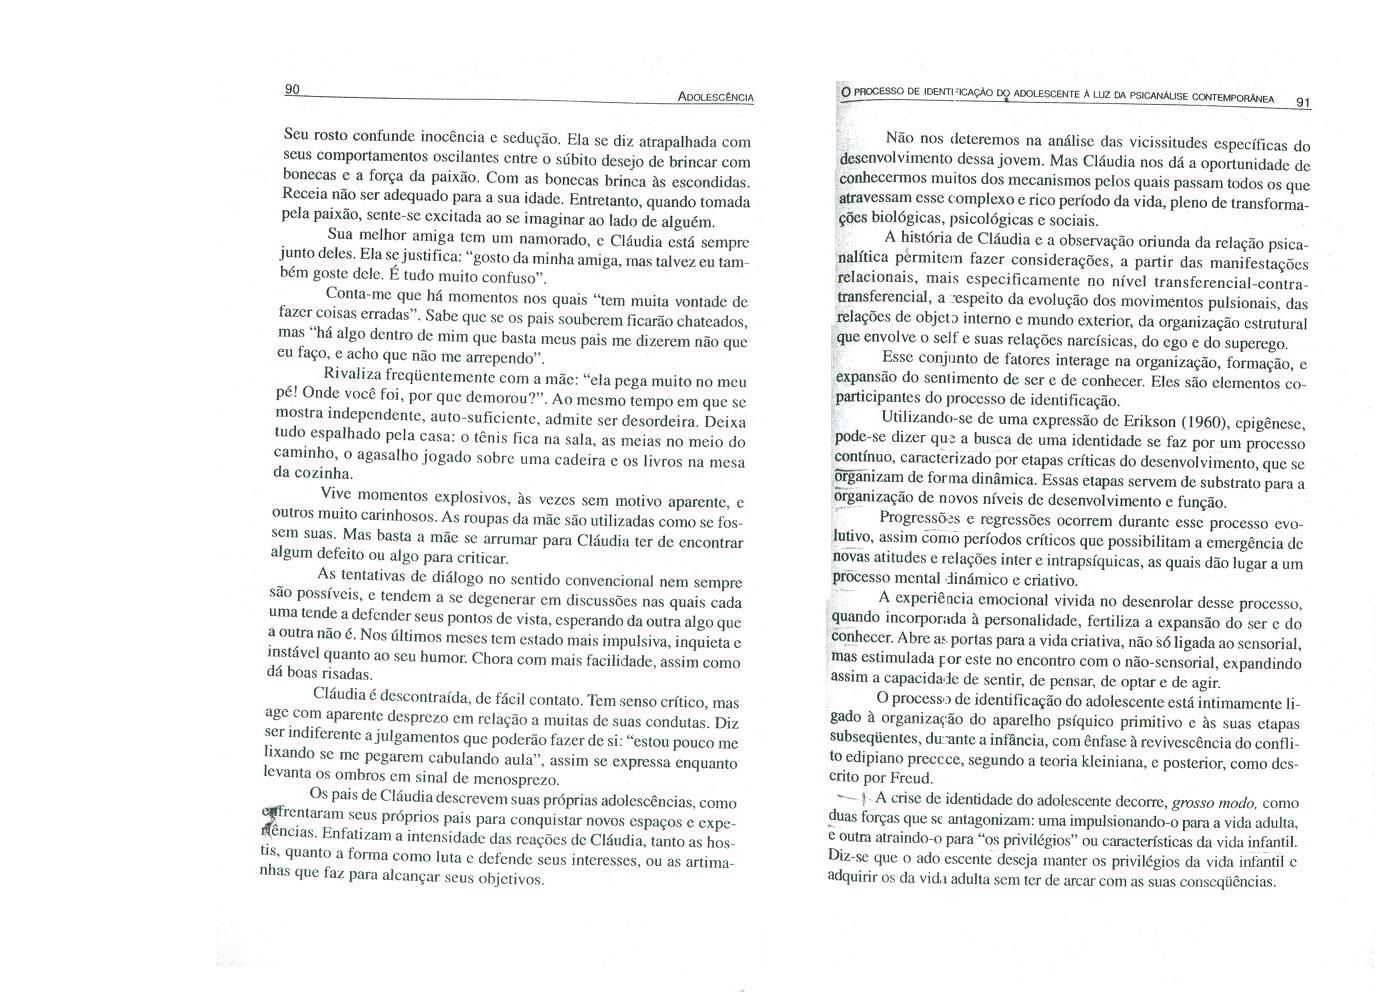 90
ADOLESCÊNCIA
Seu rosto confunde inocência e sedução. Ela se diz atrapalhada com
seus comportamentos oscilantes entre o súbito desejo de brincar com
bonecas e a força da paixão. Com as bonecas brinca às escondidas.
Receia não ser adequado para a sua idade. Entretanto, quando tomada
pela paixão, sente-se excitada ao se imaginar ao lado de alguém.
Sua melhor amiga tem um namorado, e Cláudia está sempre
junto deles. Ela se justifica: “gosto da minha amiga, mas talvez eu tam-
bém goste dele. É tudo muito confuso”.
Conta-me que há momentos nos quais “tem muita vontade de
fazer coisas erradas”. Sabe que se os pais souberem ficarão chateados,
mas “há algo dentro de mim que basta meus pais me dizerem não que
eu faço, e acho que não me arrependo”.
Rivaliza freqüentemente com a mãe: “ela pega muito no meu
pé! Onde você foi, por que demorou?”. Ao mesmo tempo em que se
mostra independente, auto-suficiente, admite ser desordeira. Deixa
tudo espalhado pela casa: o tênis fica na sala, as meias no meio do
caminho, o agasalho jogado sobre uma cadeira e os livros na mesa
da cozinha.
Vive momentos explosivos, às vezes sem motivo aparente, e
outros muito carinhosos. As roupas da mãe são utilizadas como se fos-
sem suas. Mas basta a mãe se arrumar para Cláudia ter de encontrar
algum defeito ou algo para criticar.
As tentativas de diálogo no sentido convencional nem sempre
são possíveis, e tendem a se degenerar em discussões nas quais cada
uma tende a defender seus pontos de vista, esperando da outra algo que
a outra não é. Nos últimos meses tem estado mais impulsiva, inquieta e
instável quanto ao seu humor. Chora com mais facilidade, assim como
dá boas risadas.
Cláudia é descontraída, de fácil contato. Tem senso crítico, mas
age com aparente desprezo em relação a muitas de suas condutas. Diz
ser indiferente a julgamentos que poderão fazer de si: “estou pouco me
lixando se me pegarem cabulando aula”, assim se expressa enquanto
levanta os ombros em sinal de menosprezo.
Os pais de Cláudia descrevem suas próprias adolescências, como
enfrentaram seus próprios pais para conquistar novos espaços e expe-
riências. Enfatizam a intensidade das reações de Cláudia, tanto as hos-
tis, quanto a forma como luta e defende seus interesses, ou as artima-
nhas que faz para alcançar seus objetivos.
O PROCESSO DE IDENTIFICAÇÃO DO ADOLESCENTE À LUZ DA PSICANÁLISE CONTEMPORÂNEA 91
Não nos deteremos na análise das vicissitudes específicas do
desenvolvimento dessa jovem. Mas Cláudia nos dá a oportunidade de
conhecermos muitos dos mecanismos pelos quais passam todos os que
atravessam esse complexo e rico período da vida, pleno de transforma-
ções biológicas, psicológicas e sociais.
A história de Cláudia e a observação oriunda da relação psica-
nalítica permitem fazer considerações, a partir das manifestações
relacionais, mais especificamente no nível transferencial-contra-
transferencial, a respeito da evolução dos movimentos pulsionais, das
relações de objeto interno e mundo exterior, da organização estrutural
que envolve o self e suas relações narcísicas, do ego e do superego.
Esse conjunto de fatores interage na organização, formação, e
expansão do sentimento de ser e de conhecer. Eles são elementos co-
participantes do processo de identificação.
Utilizando-se de uma expressão de Erikson (1960), epigênese,
pode-se dizer que a busca de uma identidade se faz por um processo
contínuo, caracterizado por etapas críticas do desenvolvimento, que se
organizam de forma dinâmica. Essas etapas servem de substrato para a
organização de novos níveis de desenvolvimento e função.
Progressões e regressões ocorrem durante esse processo evo-
lutivo, assim como períodos críticos que possibilitam a emergência de
novas atitudes e relações inter e intrapsíquicas, as quais dão lugar a um
processo mental dinâmico e criativo.
A experiência emocional vivida no desenrolar desse processo,
quando incorporada à personalidade, fertiliza a expansão do ser e do
conhecer. Abre as portas para a vida criativa, não só ligada ao sensorial,
mas estimulada por este no encontro com o não-sensorial, expandindo
assim a capacidade de sentir, de pensar, de optar e de agir.
O processo de identificação do adolescente está intimamente li-
gado à organização do aparelho psíquico primitivo e às suas etapas
subseqüentes, durante a infância, com ênfase à revivescência do confli-
to edipiano precoce, segundo a teoria kleiniana, e posterior, como des-
crito por Freud.
A crise de identidade do adolescente decorre, grosso modo, como
duas forças que se antagonizam: uma impulsionando-o para a vida adulta,
e outra atraindo-o para “os privilégios” ou características da vida infantil.
Diz-se que o adolescente deseja manter os privilégios da vida infantil e
adquirir os da vida adulta sem ter de arcar com as suas conseqüências.